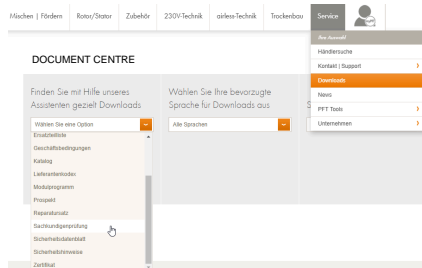 Mischen | Fördern Rotor/Stator Zubehör 230V-Technik airless-Technik Trockenbau Service
Ihre Auswahl
Händlersuche
Kontakt | Support
Downloads
News
PFT Tools
Unternehmen
DOCUMENT CENTRE
Finden Sie mit Hilfe unseres
Assistenten gezielt Downloads
Wählen Sie eine Option
Ersatzteilliste
Geschäftsbedingungen
Katalog
Lieferantenkodex
Modulprogramm
Prospekt
Reparatursatz
Sachkundigenprüfung
Sicherheitsdatenblatt
Sicherheitshinweise
Zertifikat
Wählen Sie Ihre bevorzugte
Sprache für Downloads aus
Alle Sprachen
S